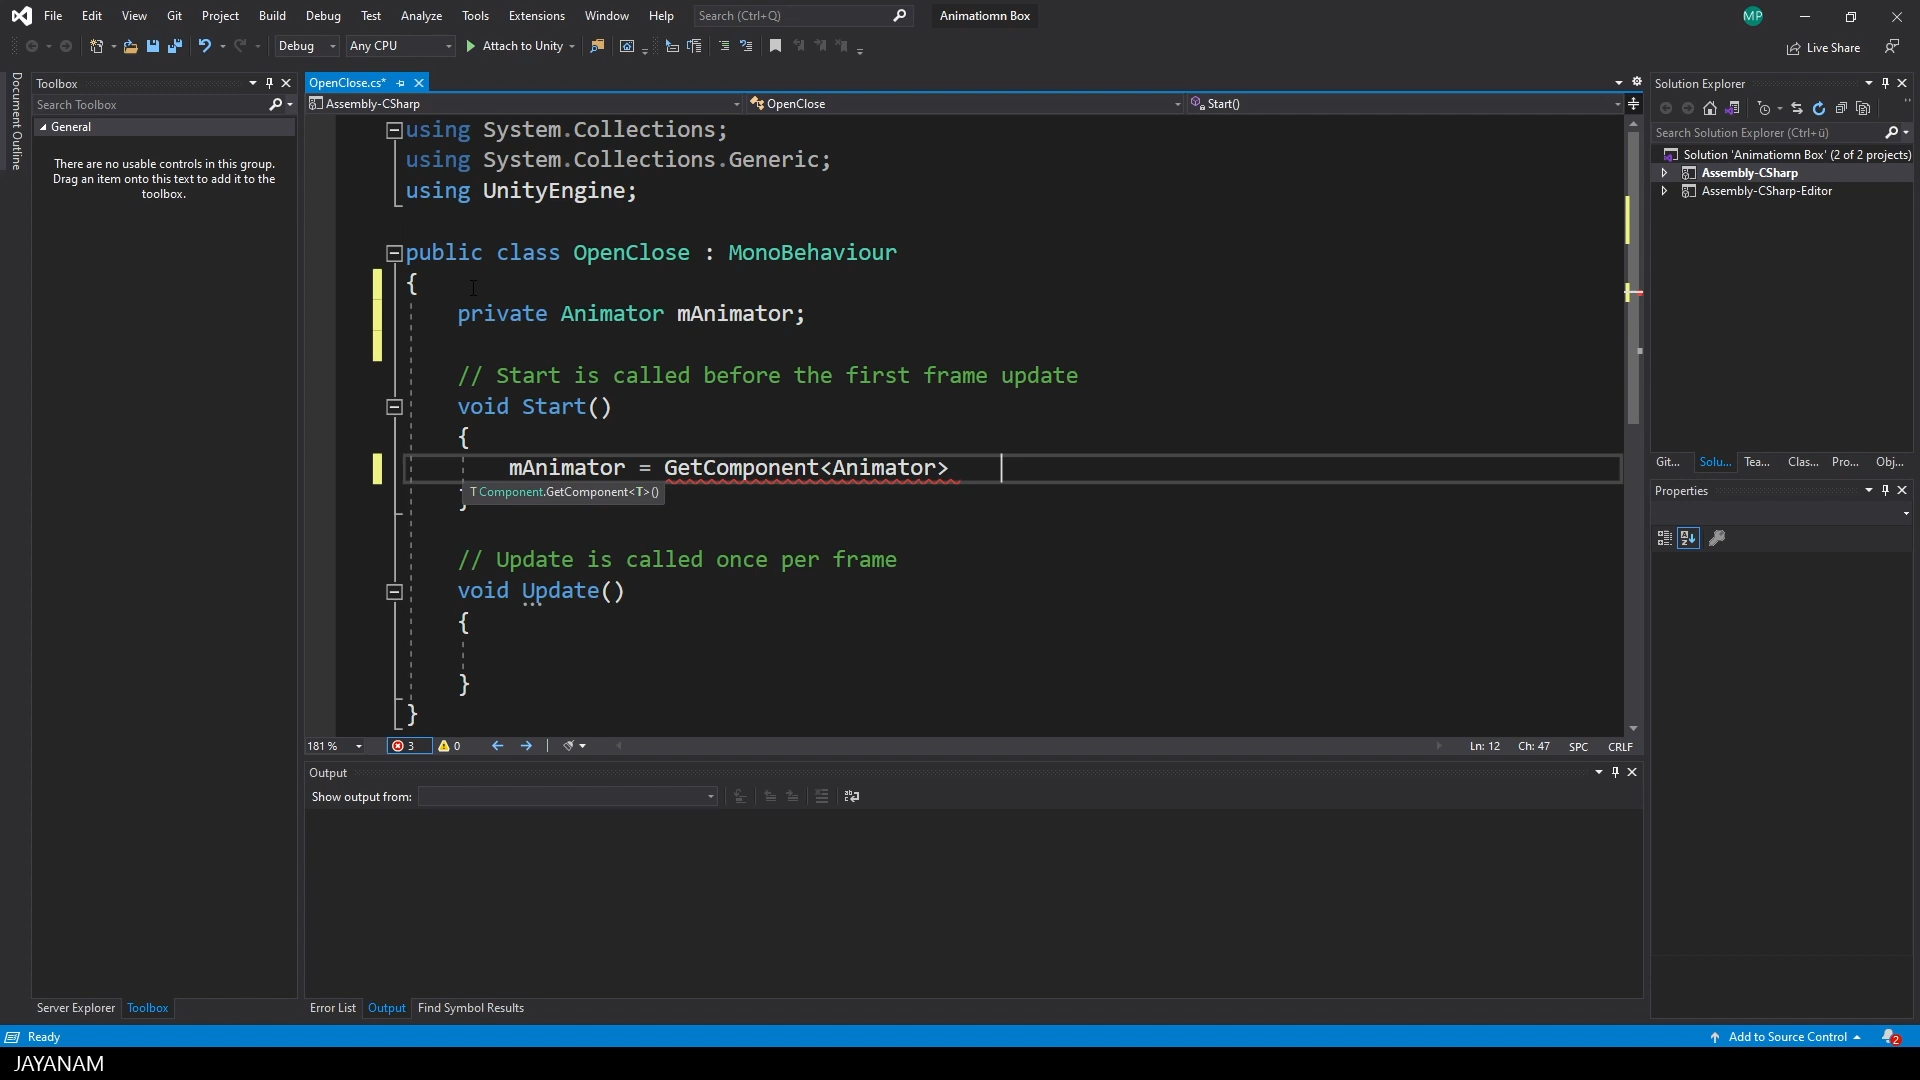 File Edit View Git Project Build Debug Test Analyze Tools Extensions Window Help Search (Ctrl+Q) Animatiomn Box MP
Debug Any CPU Attach to Unity Live Share
Document Outline
Toolbox
Search Toolbox
General
There are no usable controls in this group.
Drag an item onto this text to add it to the
toolbox.
OpenClose.cs*
Assembly-CSharp OpenClose Start()
using System.Collections;
using System.Collections.Generic;
using UnityEngine;
public class OpenClose : MonoBehaviour
{
private Animator mAnimator;
// Start is called before the first frame update
void Start()
{
mAnimator = GetComponent<Animator>
T Component.GetComponent<T>()
}
// Update is called once per frame
void Update()
{
}
}
181 % 3 0 Ln: 12 Ch: 47 SPC CRLF
Output
Show output from:
Solution Explorer
Search Solution Explorer (Ctrl+ü)
Solution 'Animatiomn Box' (2 of 2 projects)
Assembly-CSharp
Assembly-CSharp-Editor
Git... Solu... Tea... Clas... Pro... Obj...
Properties
Server Explorer Toolbox
Error List Output Find Symbol Results
Ready Add to Source Control 2
JAYANAM